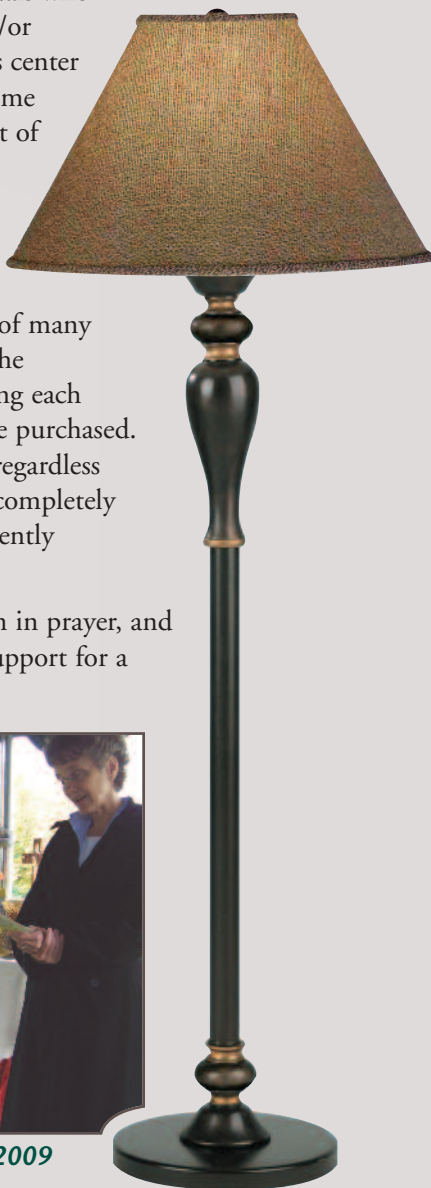 /or
center
me
t of
of many
he
ng each
e purchased.
regardless
completely
ently
n in prayer, and
upport for a
2009